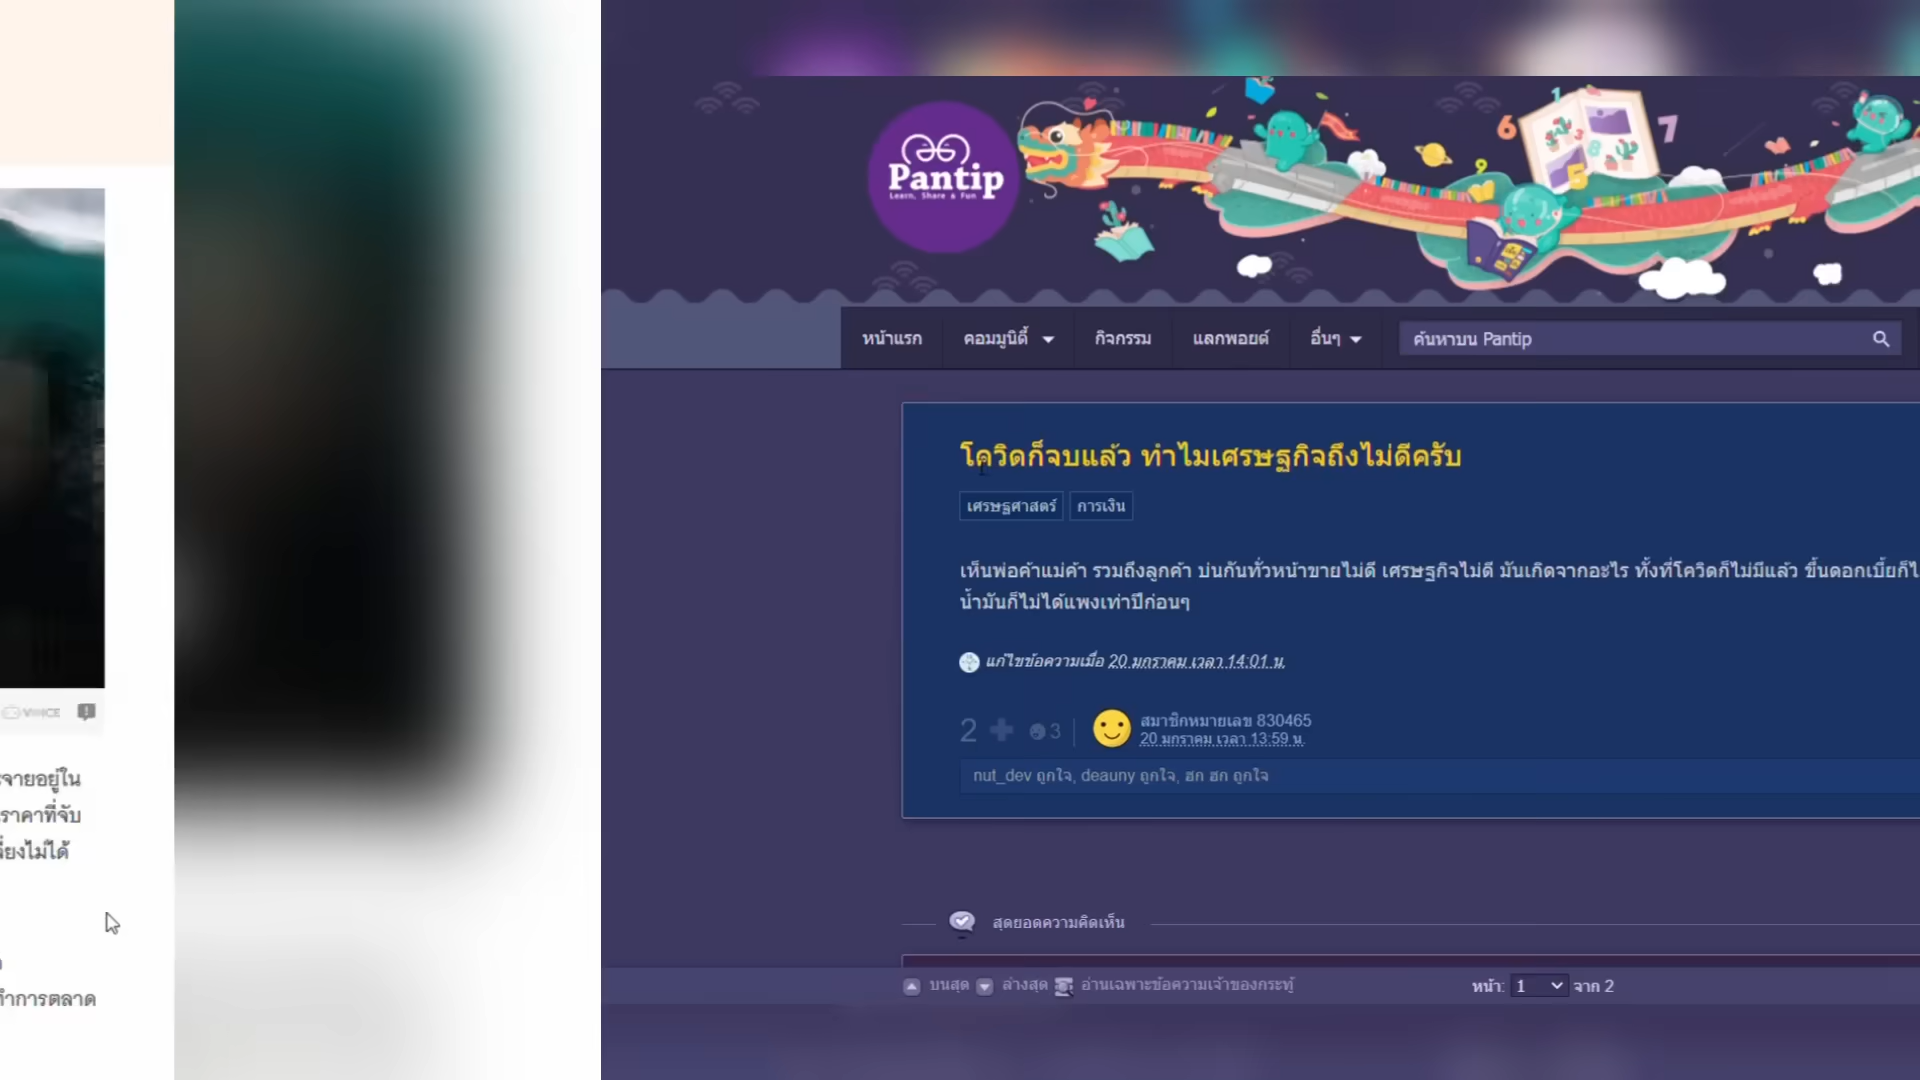 จายอยู่ใน
ราคาที่จับ
ทำการตลาด
Pantip
Learn, Share & Fun
1
6
7
3
8
9
5
หน้าแรก
คอมมูนิตี้
กิจกรรม
แลกพอยต์
อื่นๆ
ค้นหาบน Pantip
โควิดก็จบแล้ว ทำไมเศรษฐกิจถึงไม่ดีครับ
เศรษฐศาสตร์
การเงิน
เห็นพ่อค้าแม่ค้า รวมถึงลูกค้า บ่นกันทั่วหน้าขายไม่ดี เศรษฐกิจไม่ดี มันเกิดจากอะไร ทั้งที่โควิดก็ไม่มีแล้ว ขึ้นดอกเบี้ยก็ไ
น้ำมันก็ไม่ได้แพงเท่าปีก่อนๆ
แก้ไขข้อความเมื่อ 20 มกราคม เวลา 14:01 น.
2
3
สมาชิกหมายเลข 830465
20 มกราคม เวลา 13:59 น.
nut_dev ถูกใจ, deauny ถูกใจ, ฮก ฮก ถูกใจ
สุดยอดความคิดเห็น
บนสุด
ล่างสุด
อ่านเฉพาะข้อความเจ้าของกระทู้
หน้า: 1 จาก 2